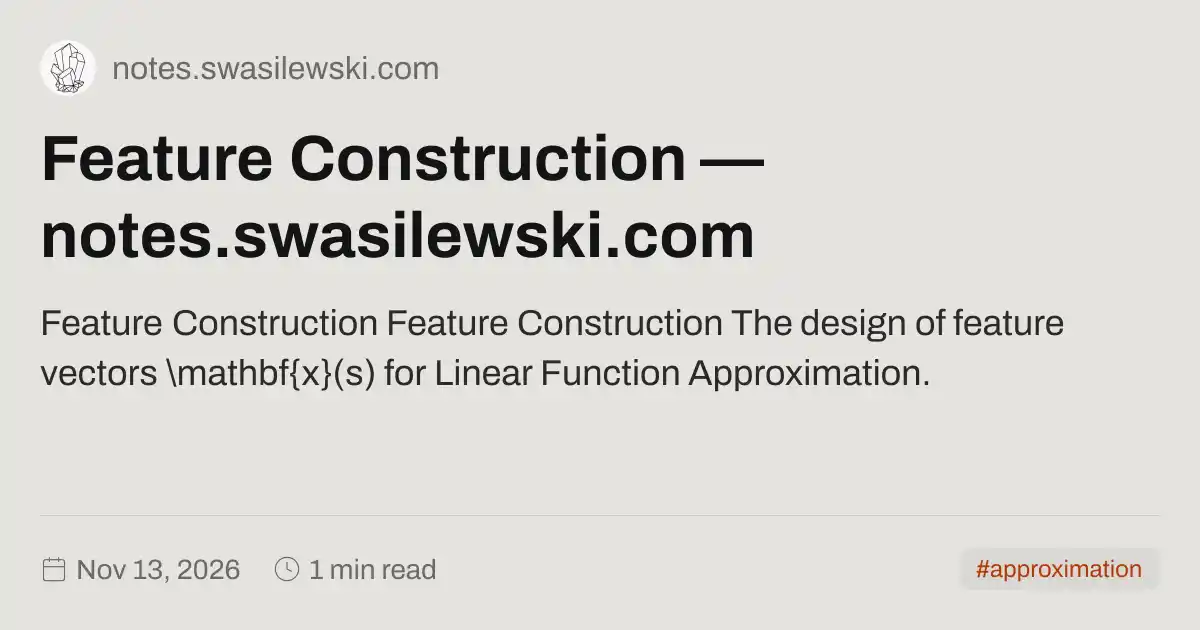 notes.swasilewski.com
Feature Construction —
notes.swasilewski.com
Feature Construction Feature Construction The design of feature
vectors \mathbf{x}(s) for Linear Function Approximation.
Nov 13, 2026
1 min read
#approximation